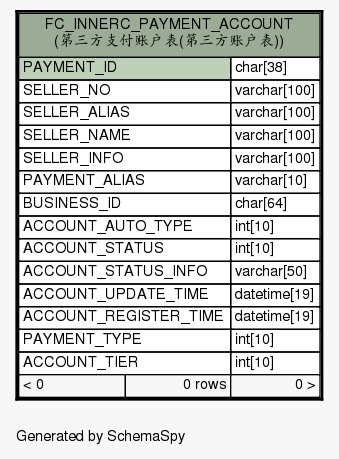 FC_INNERC_PAYMENT_ACCOUNT
(第三方支付账户表(第三方账户表))
PAYMENT_ID char[38]
SELLER_NO varchar[100]
SELLER_ALIAS varchar[100]
SELLER_NAME varchar[100]
SELLER_INFO varchar[100]
PAYMENT_ALIAS varchar[10]
BUSINESS_ID char[64]
ACCOUNT_AUTO_TYPE int[10]
ACCOUNT_STATUS int[10]
ACCOUNT_STATUS_INFO varchar[50]
ACCOUNT_UPDATE_TIME datetime[19]
ACCOUNT_REGISTER_TIME datetime[19]
PAYMENT_TYPE int[10]
ACCOUNT_TIER int[10]
< 0 0 rows 0 >
Generated by SchemaSpy